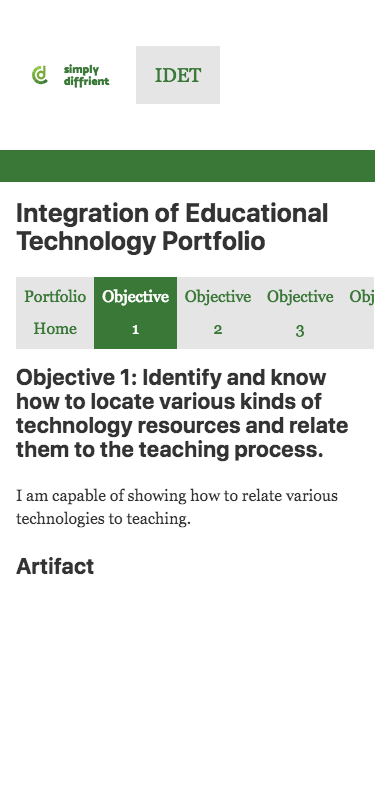 simply
diffrient
IDET
Integration of Educational
Technology Portfolio
Portfolio Home
Objective 1
Objective 2
Objective 3
Obj
Objective 1: Identify and know
how to locate various kinds of
technology resources and relate
them to the teaching process.
I am capable of showing how to relate various
technologies to teaching.
Artifact